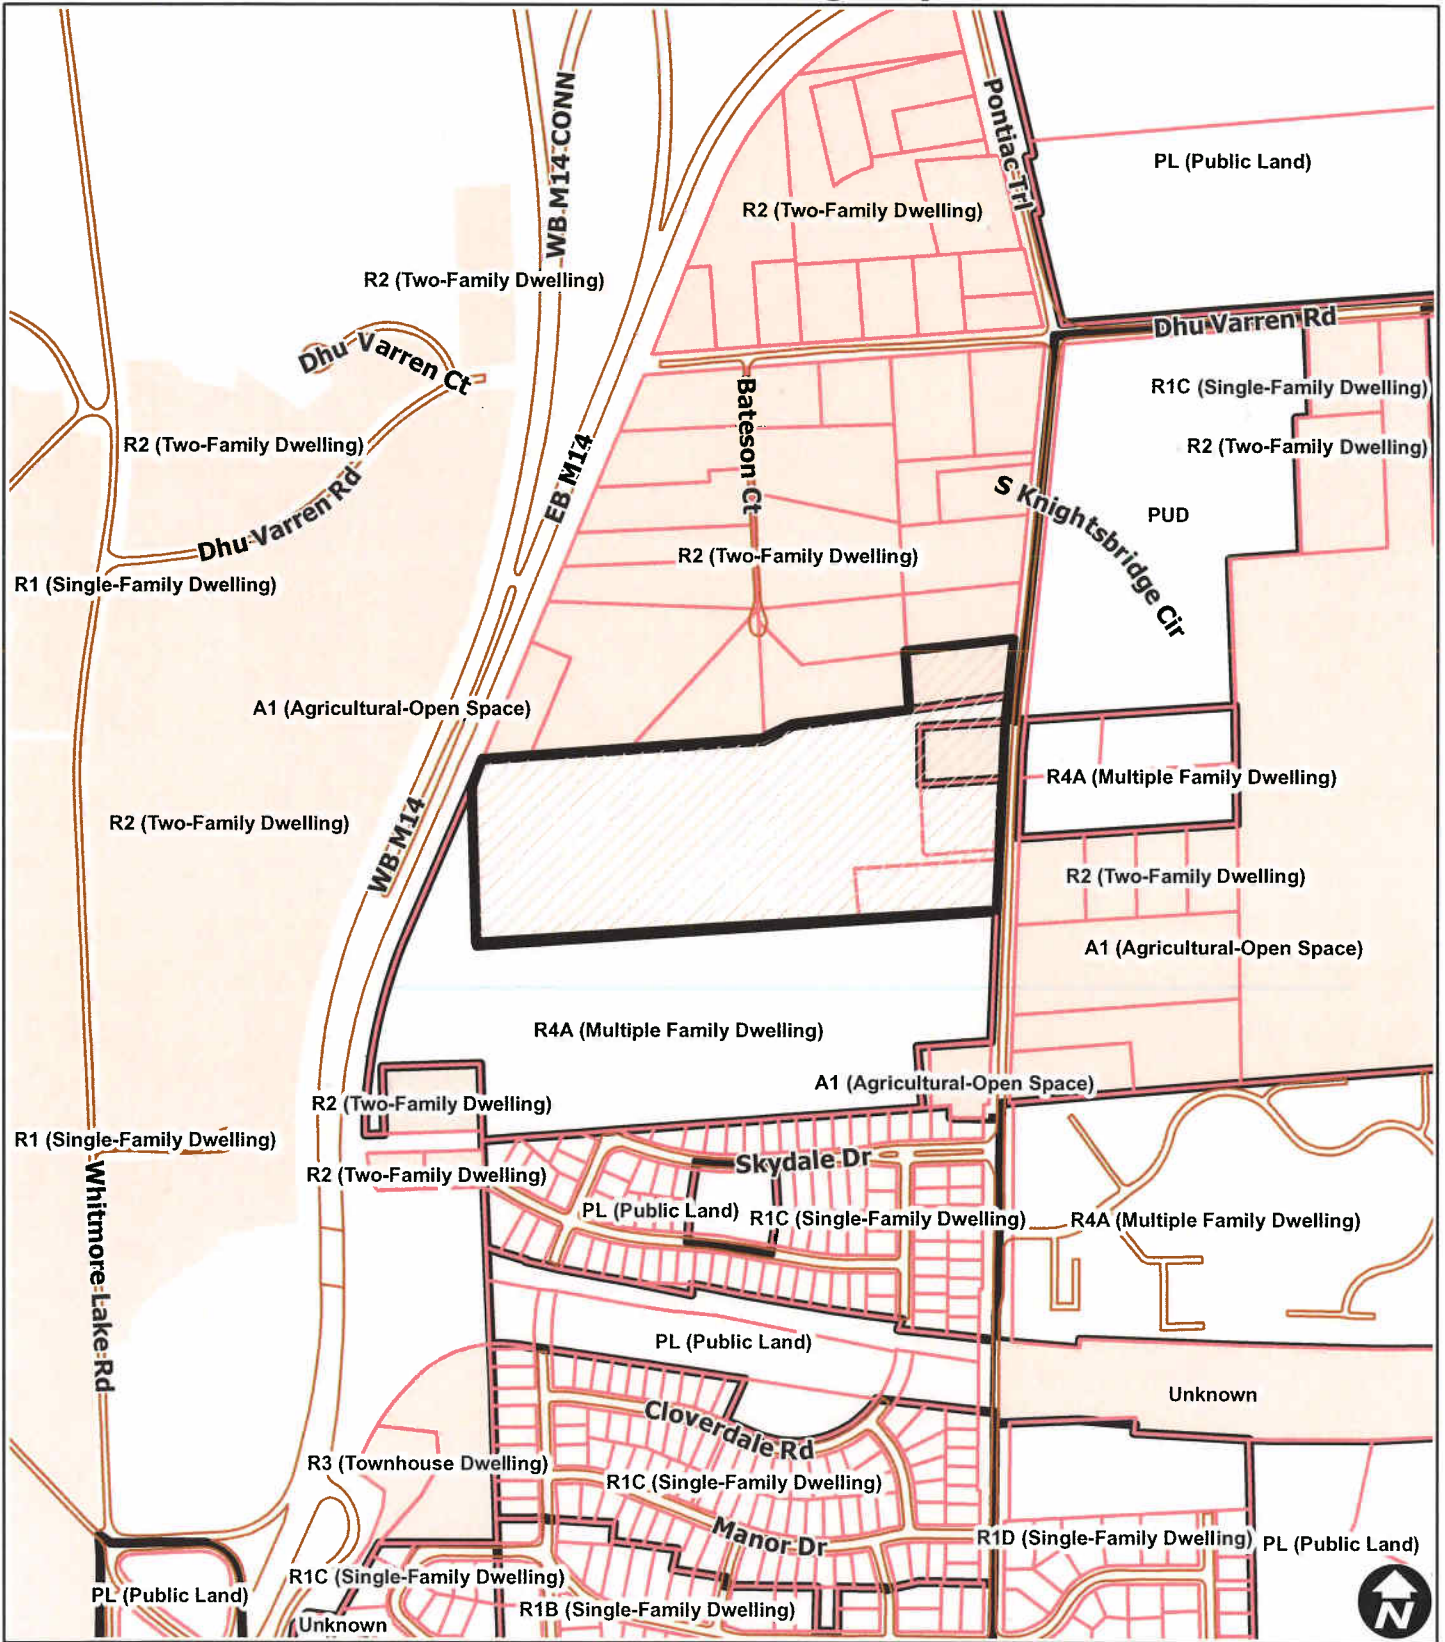 WB M14 CONN
Pontiac Trl
PL (Public Land)
R2 (Two-Family Dwelling)
R2 (Two-Family Dwelling)
Dhu Varren Rd
Dhu Varren Ct
R1C (Single-Family Dwelling)
Bateson Ct
R2 (Two-Family Dwelling)
R2 (Two-Family Dwelling)
EB M14
S Knightsbridge Cir
PUD
Dhu Varren Rd
R2 (Two-Family Dwelling)
R1 (Single-Family Dwelling)
A1 (Agricultural-Open Space)
R4A (Multiple Family Dwelling)
R2 (Two-Family Dwelling)
WB M14
R2 (Two-Family Dwelling)
A1 (Agricultural-Open Space)
R4A (Multiple Family Dwelling)
A1 (Agricultural-Open Space)
R2 (Two-Family Dwelling)
R1 (Single-Family Dwelling)
Skydale Dr
R2 (Two-Family Dwelling)
Whitmore Lake Rd
PL (Public Land)
R1C (Single-Family Dwelling)
R4A (Multiple Family Dwelling)
PL (Public Land)
Unknown
Cloverdale Rd
R3 (Townhouse Dwelling)
R1C (Single-Family Dwelling)
Manor Dr
R1D (Single-Family Dwelling)
PL (Public Land)
R1C (Single-Family Dwelling)
PL (Public Land)
R1B (Single-Family Dwelling)
Unknown
N